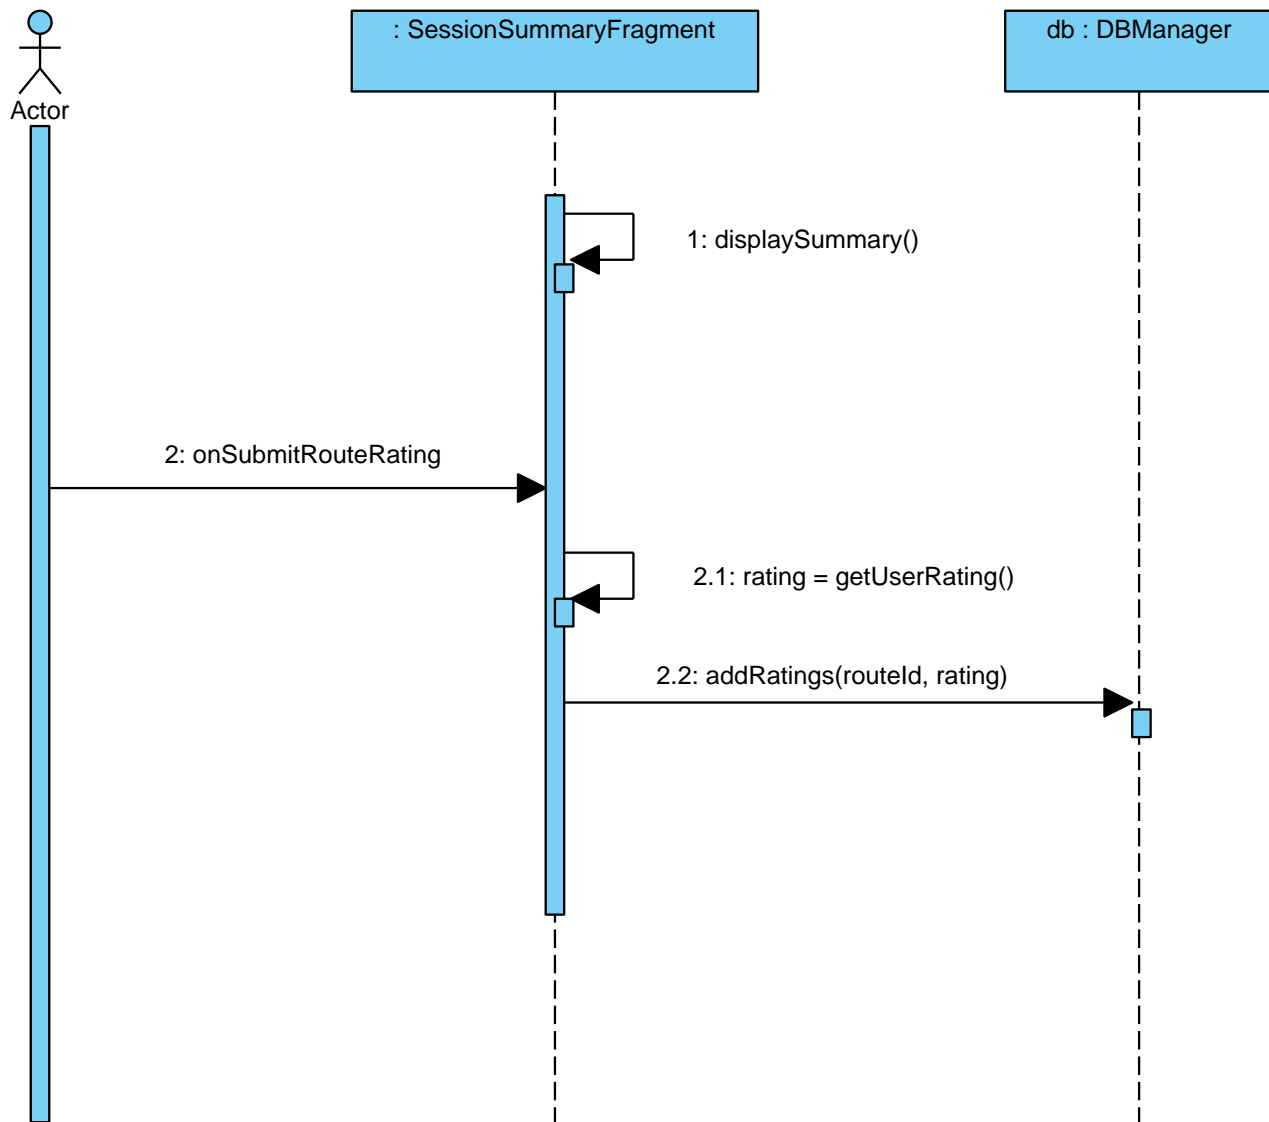 : SessionSummaryFragment
db : DBManager
Actor
1: displaySummary()
2: onSubmitRouteRating
2.1: rating = getUserRating()
2.2: addRatings(routeId, rating)